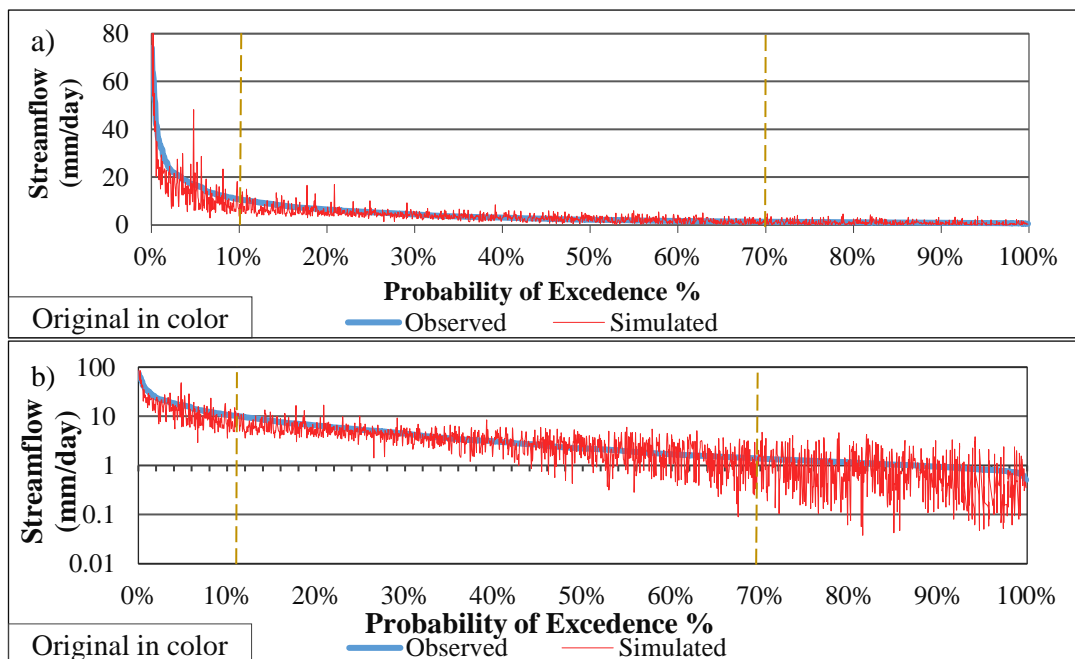 a)
Streamflow
(mm/day)
80
60
40
20
0
0% 10% 20% 30% 40% 50% 60% 70% 80% 90% 100%
Probability of Excedence %
Original in color
Observed Simulated
b)
Streamflow
(mm/day)
100
10
1
0.1
0.01
0% 10% 20% 30% 40% 50% 60% 70% 80% 90% 100%
Probability of Excedence %
Original in color
Observed Simulated